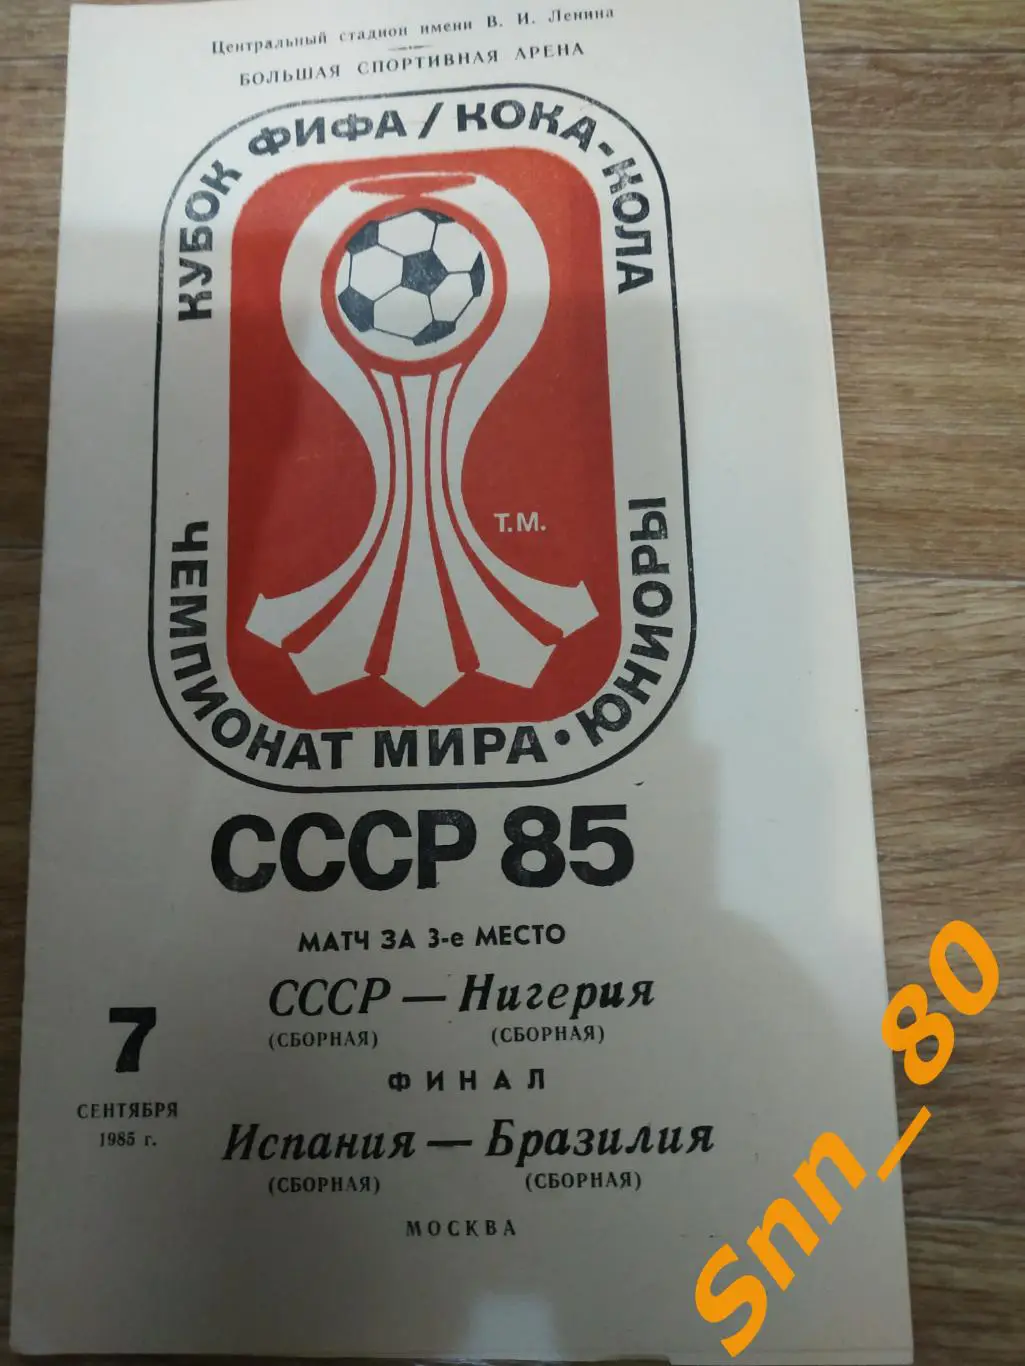 Центральный стадион имени В. И. Ленина
БОЛЬШАЯ СПОРТИВНАЯ АРЕНА
КУБОК ФИФА / КОКА-КОЛА
Т.М.
ЧЕМПИОНАТ МИРА · ЮНИОРЫ
СССР 85
МАТЧ ЗА 3-е МЕСТО
СССР — Нигерия
(СБОРНАЯ) (СБОРНАЯ)
7
СЕНТЯБРЯ
1985 г.
ФИНАЛ
Испания — Бразилия
(СБОРНАЯ) (СБОРНАЯ)
МОСКВА
Snn_80